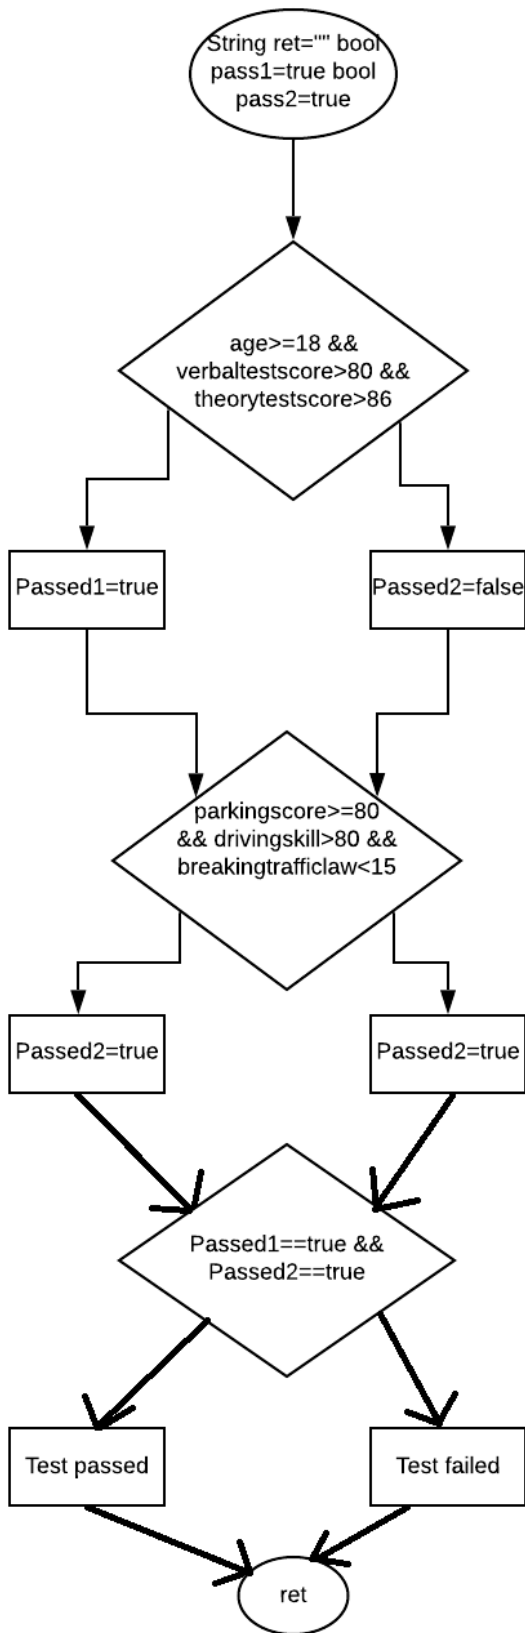 String ret="" bool
pass1=true bool
pass2=true
age>=18 &&
verbaltestscore>80 &&
theorytestscore>86
Passed1=true
Passed2=false
parkingscore>=80
&& drivingskill>80 &&
breakingtrafficlaw<15
Passed2=true
Passed2=true
Passed1==true &&
Passed2==true
Test passed
Test failed
ret